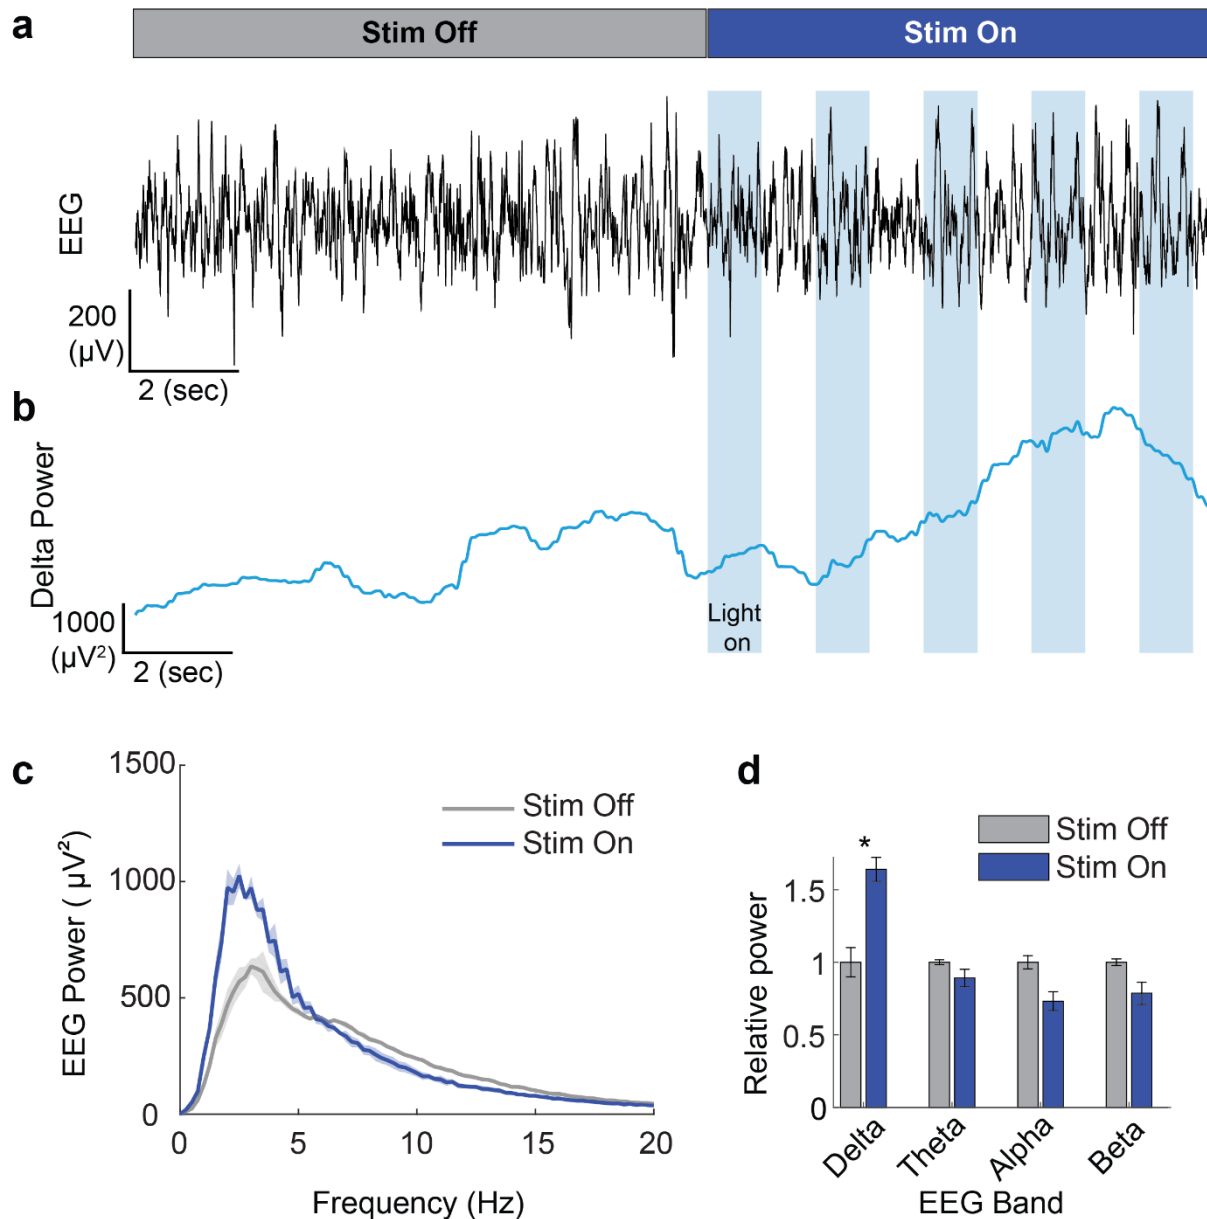 a
Stim Off
Stim On
EEG
200
(µV)
2 (sec)
b
Delta Power
1000
(µV²)
2 (sec)
Light
on
c
1500
1000
500
0
EEG Power ( µV²)
Stim Off
Stim On
0
5
10
15
20
Frequency (Hz)
d
Stim Off
Stim On
*
1.5
1
0.5
0
Relative power
Delta
Theta
Alpha
Beta
EEG Band